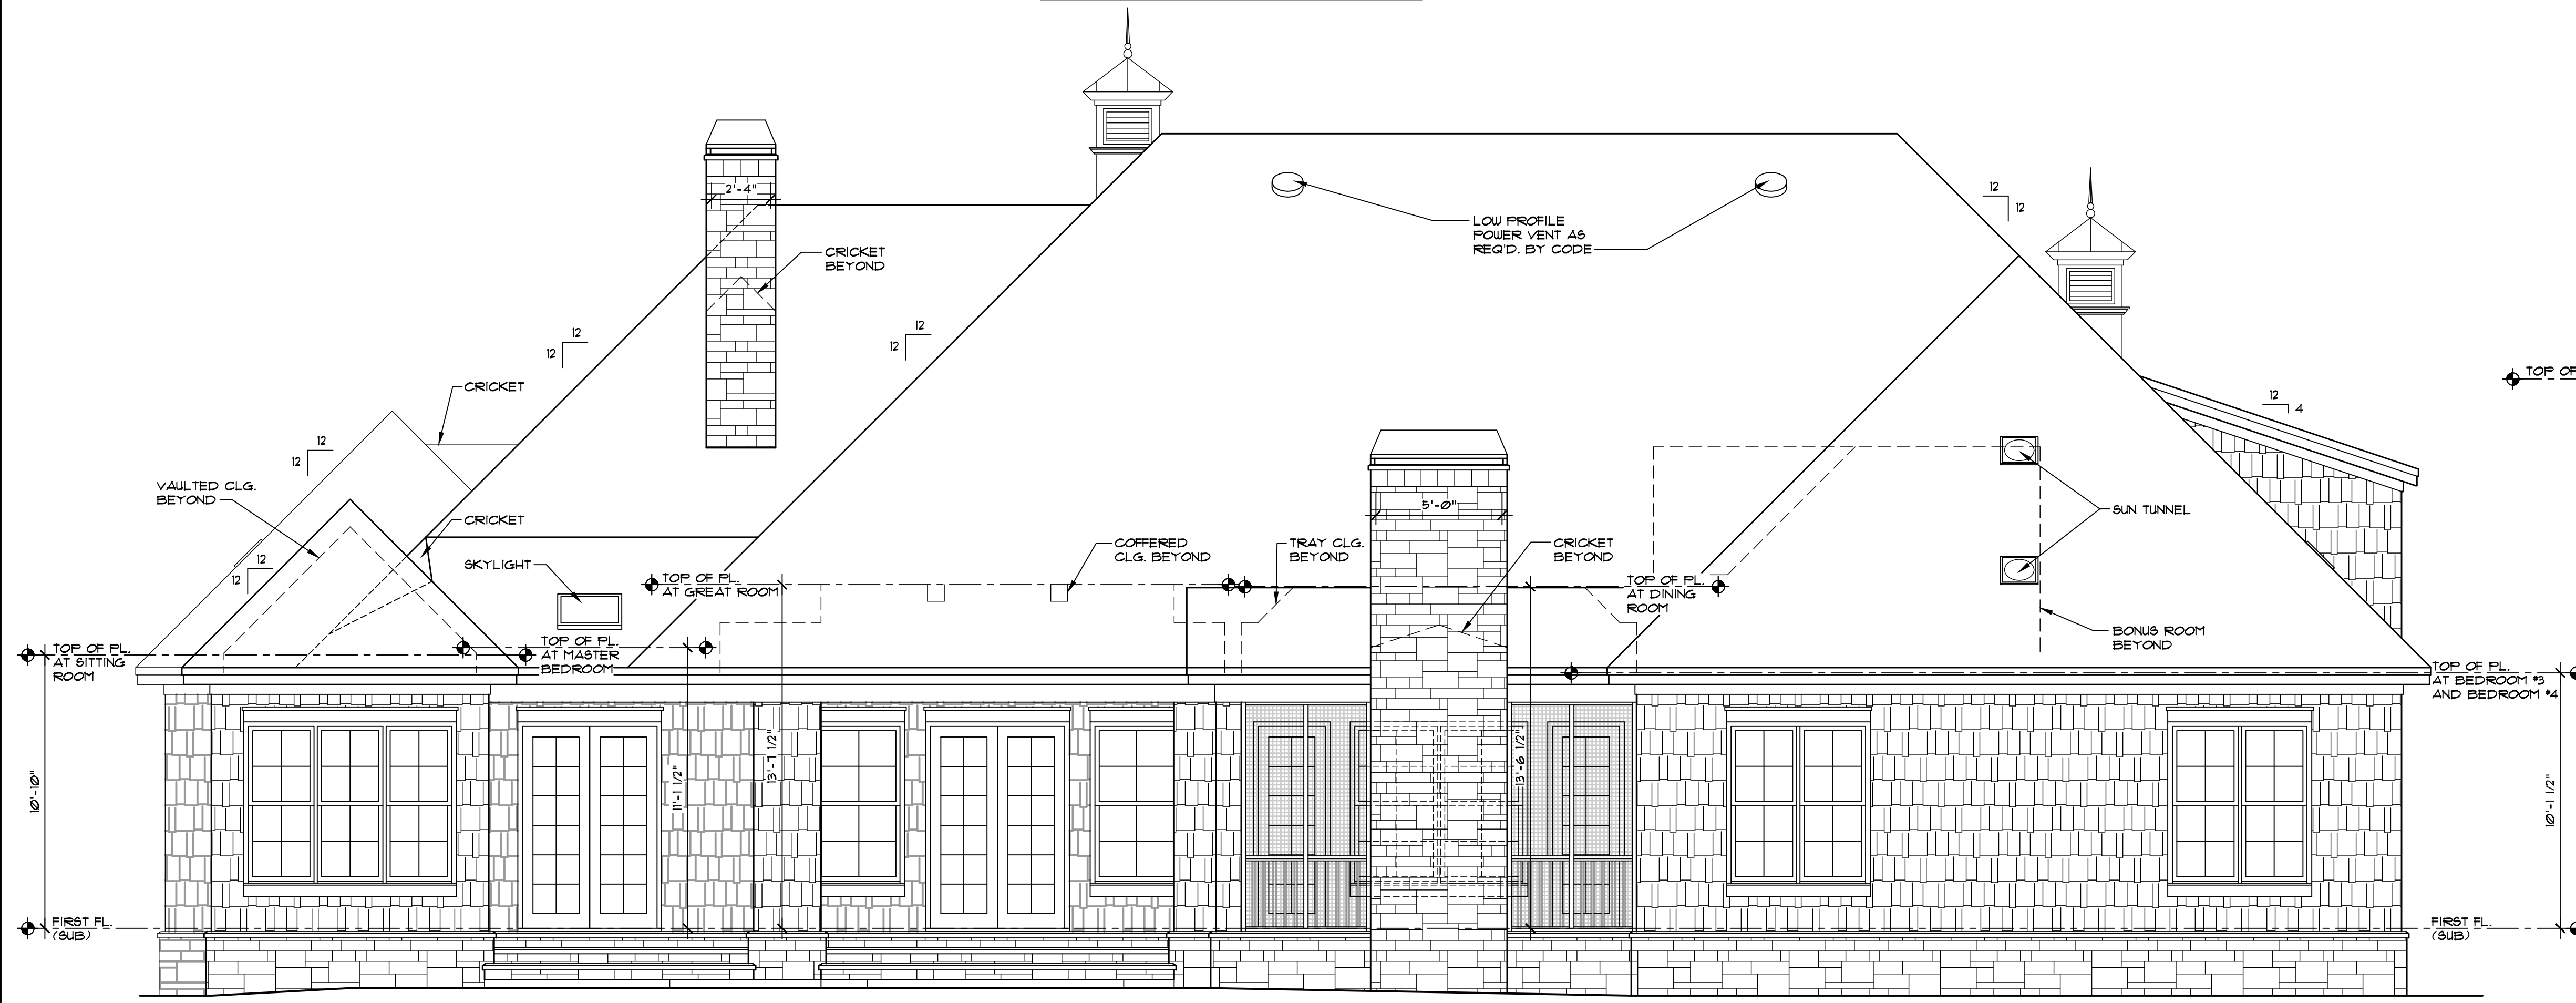 2'-4"
CRICKET
BEYOND
LOW PROFILE
POWER VENT AS
REQ'D. BY CODE
12
12
12
12
12
12
12
4
12
12
12
12
CRICKET
VAULTED CLG.
BEYOND
CRICKET
SKYLIGHT
TOP OF PL.
AT GREAT ROOM
COFFERED
CLG. BEYOND
TRAY CLG.
BEYOND
5'-0"
CRICKET
BEYOND
TOP OF PL.
AT DINING
ROOM
SUN TUNNEL
BONUS ROOM
BEYOND
TOP OF
TOP OF PL.
AT SITTING
ROOM
TOP OF PL.
AT MASTER
BEDROOM
TOP OF PL.
AT BEDROOM #3
AND BEDROOM #4
10'-10"
11'-1 1/2"
13'-7 1/2"
13'-6 1/2"
10'-1 1/2"
FIRST FL.
(SUB)
FIRST FL.
(SUB)